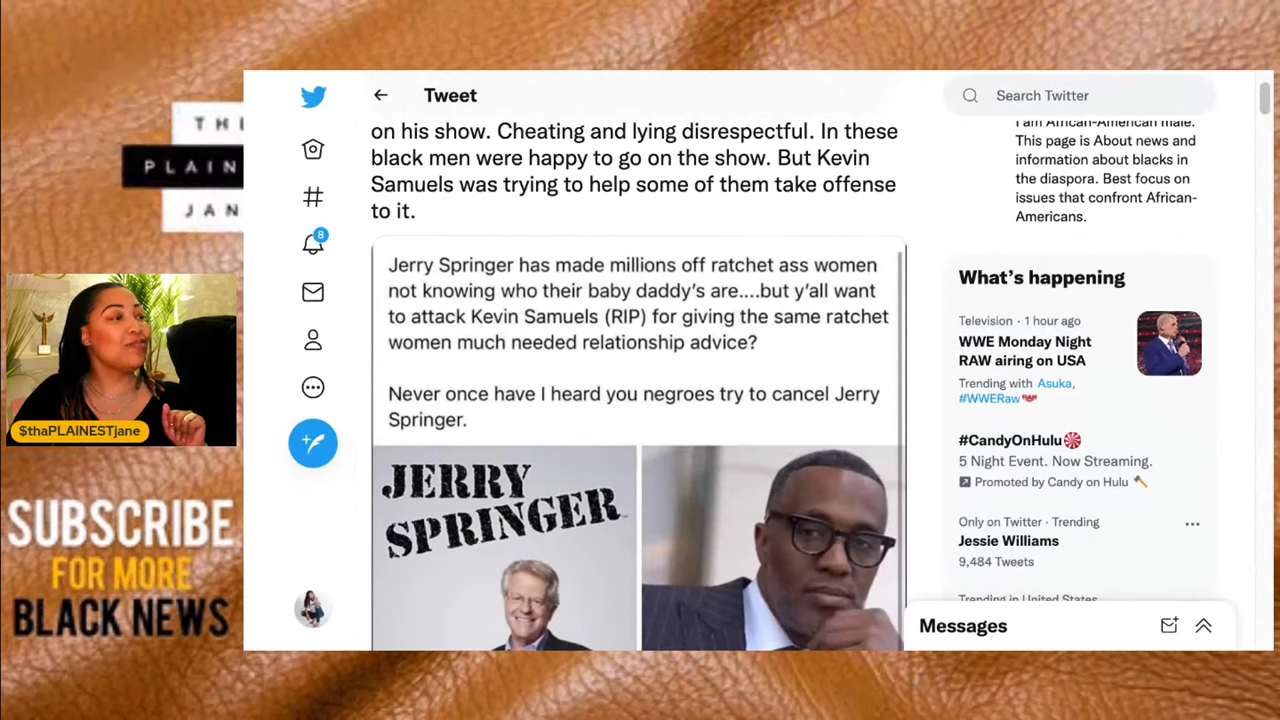 THE
PLAIN
JAN
$thaPLAINESTjane
SUBSCRIBE
FOR MORE
BLACK NEWS
Tweet
on his show. Cheating and lying disrespectful. In these
black men were happy to go on the show. But Kevin
Samuels was trying to help some of them take offense
to it.
8
Jerry Springer has made millions off ratchet ass women
not knowing who their baby daddy's are....but y'all want
to attack Kevin Samuels (RIP) for giving the same ratchet
women much needed relationship advice?
Never once have I heard you negroes try to cancel Jerry
Springer.
JERRY
SPRINGER
Search Twitter
I am African-American male.
This page is About news and
information about blacks in
the diaspora. Best focus on
issues that confront African-
Americans.
What's happening
Television · 1 hour ago
WWE Monday Night
RAW airing on USA
Trending with Asuka,
#WWERaw
#CandyOnHulu
5 Night Event. Now Streaming.
Promoted by Candy on Hulu
Only on Twitter · Trending
Jessie Williams
9,484 Tweets
Trending in United States
Messages